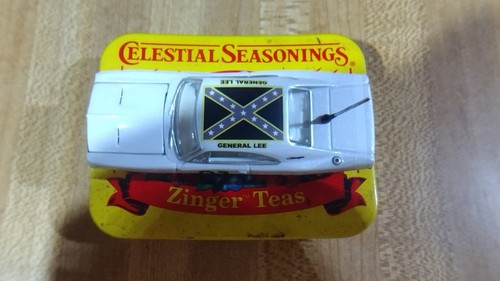 CELESTIAL SEASONINGS®
GENERAL LEE
GENERAL LEE
Zinger Teas